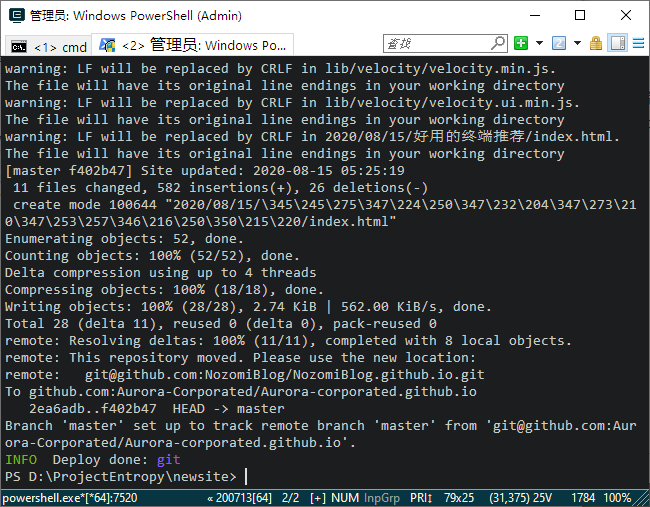 管理员: Windows PowerShell (Admin)
<1> cmd <2> 管理员: Windows Po... 查找
warning: LF will be replaced by CRLF in lib/velocity/velocity.min.js.
The file will have its original line endings in your working directory
warning: LF will be replaced by CRLF in lib/velocity/velocity.ui.min.js.
The file will have its original line endings in your working directory
warning: LF will be replaced by CRLF in 2020/08/15/好用的终端推荐/index.html.
The file will have its original line endings in your working directory
[master f402b47] Site updated: 2020-08-15 05:25:19
 11 files changed, 582 insertions(+), 26 deletions(-)
 create mode 100644 "2020/08/15/\345\245\275\347\224\250\347\232\204\347\273\21
0\347\253\257\346\216\250\350\215\220/index.html"
Enumerating objects: 52, done.
Counting objects: 100% (52/52), done.
Delta compression using up to 4 threads
Compressing objects: 100% (18/18), done.
Writing objects: 100% (28/28), 2.74 KiB | 562.00 KiB/s, done.
Total 28 (delta 11), reused 0 (delta 0), pack-reused 0
remote: Resolving deltas: 100% (11/11), completed with 8 local objects.
remote: This repository moved. Please use the new location:
remote:   git@github.com:NozomiBlog/NozomiBlog.github.io.git
To github.com:Aurora-Corporated/Aurora-corporated.github.io
   2ea6adb..f402b47  HEAD -> master
Branch 'master' set up to track remote branch 'master' from 'git@github.com:Aur
ora-Corporated/Aurora-corporated.github.io'.
INFO  Deploy done: git
PS D:\ProjectEntropy\newsite>
powershell.exe*[*64]:7520 « 200713[64] 2/2 [+] NUM InpGrp PRI↕ 79x25 (31,375) 25V 1784 100%